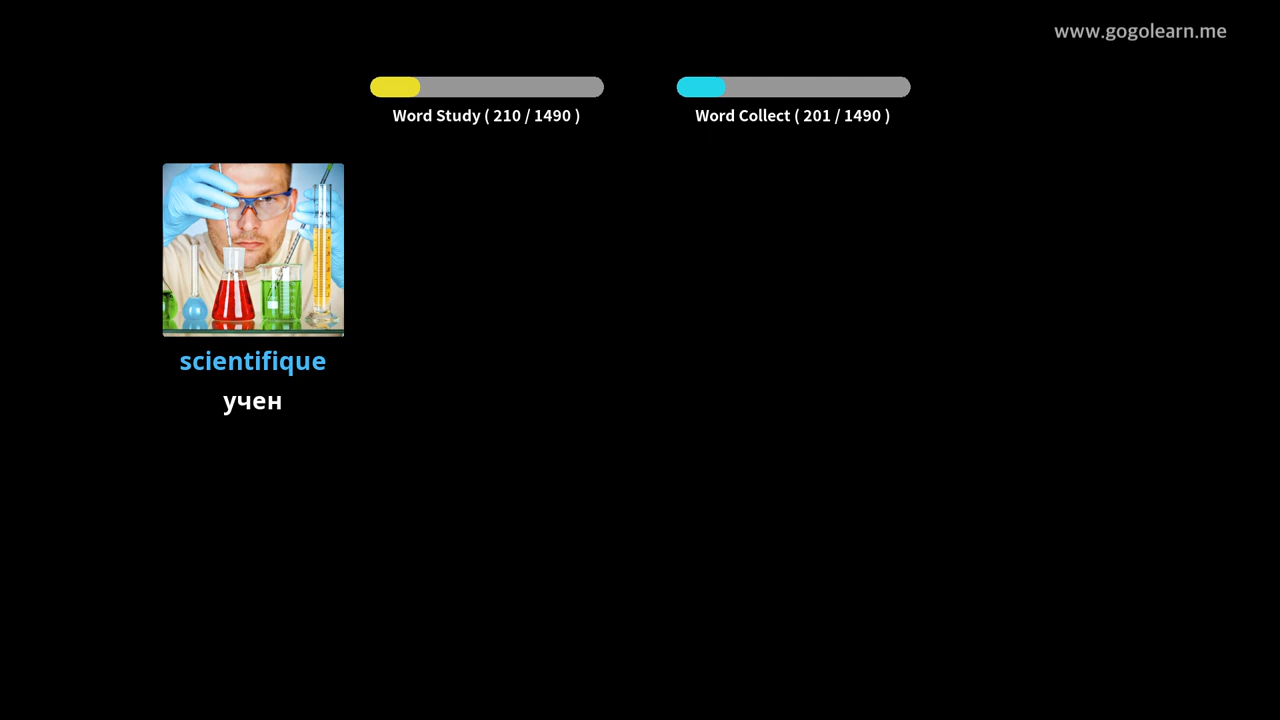 www.gogolearn.me
Word Study ( 210 / 1490 )
Word Collect ( 201 / 1490 )
scientifique
учен